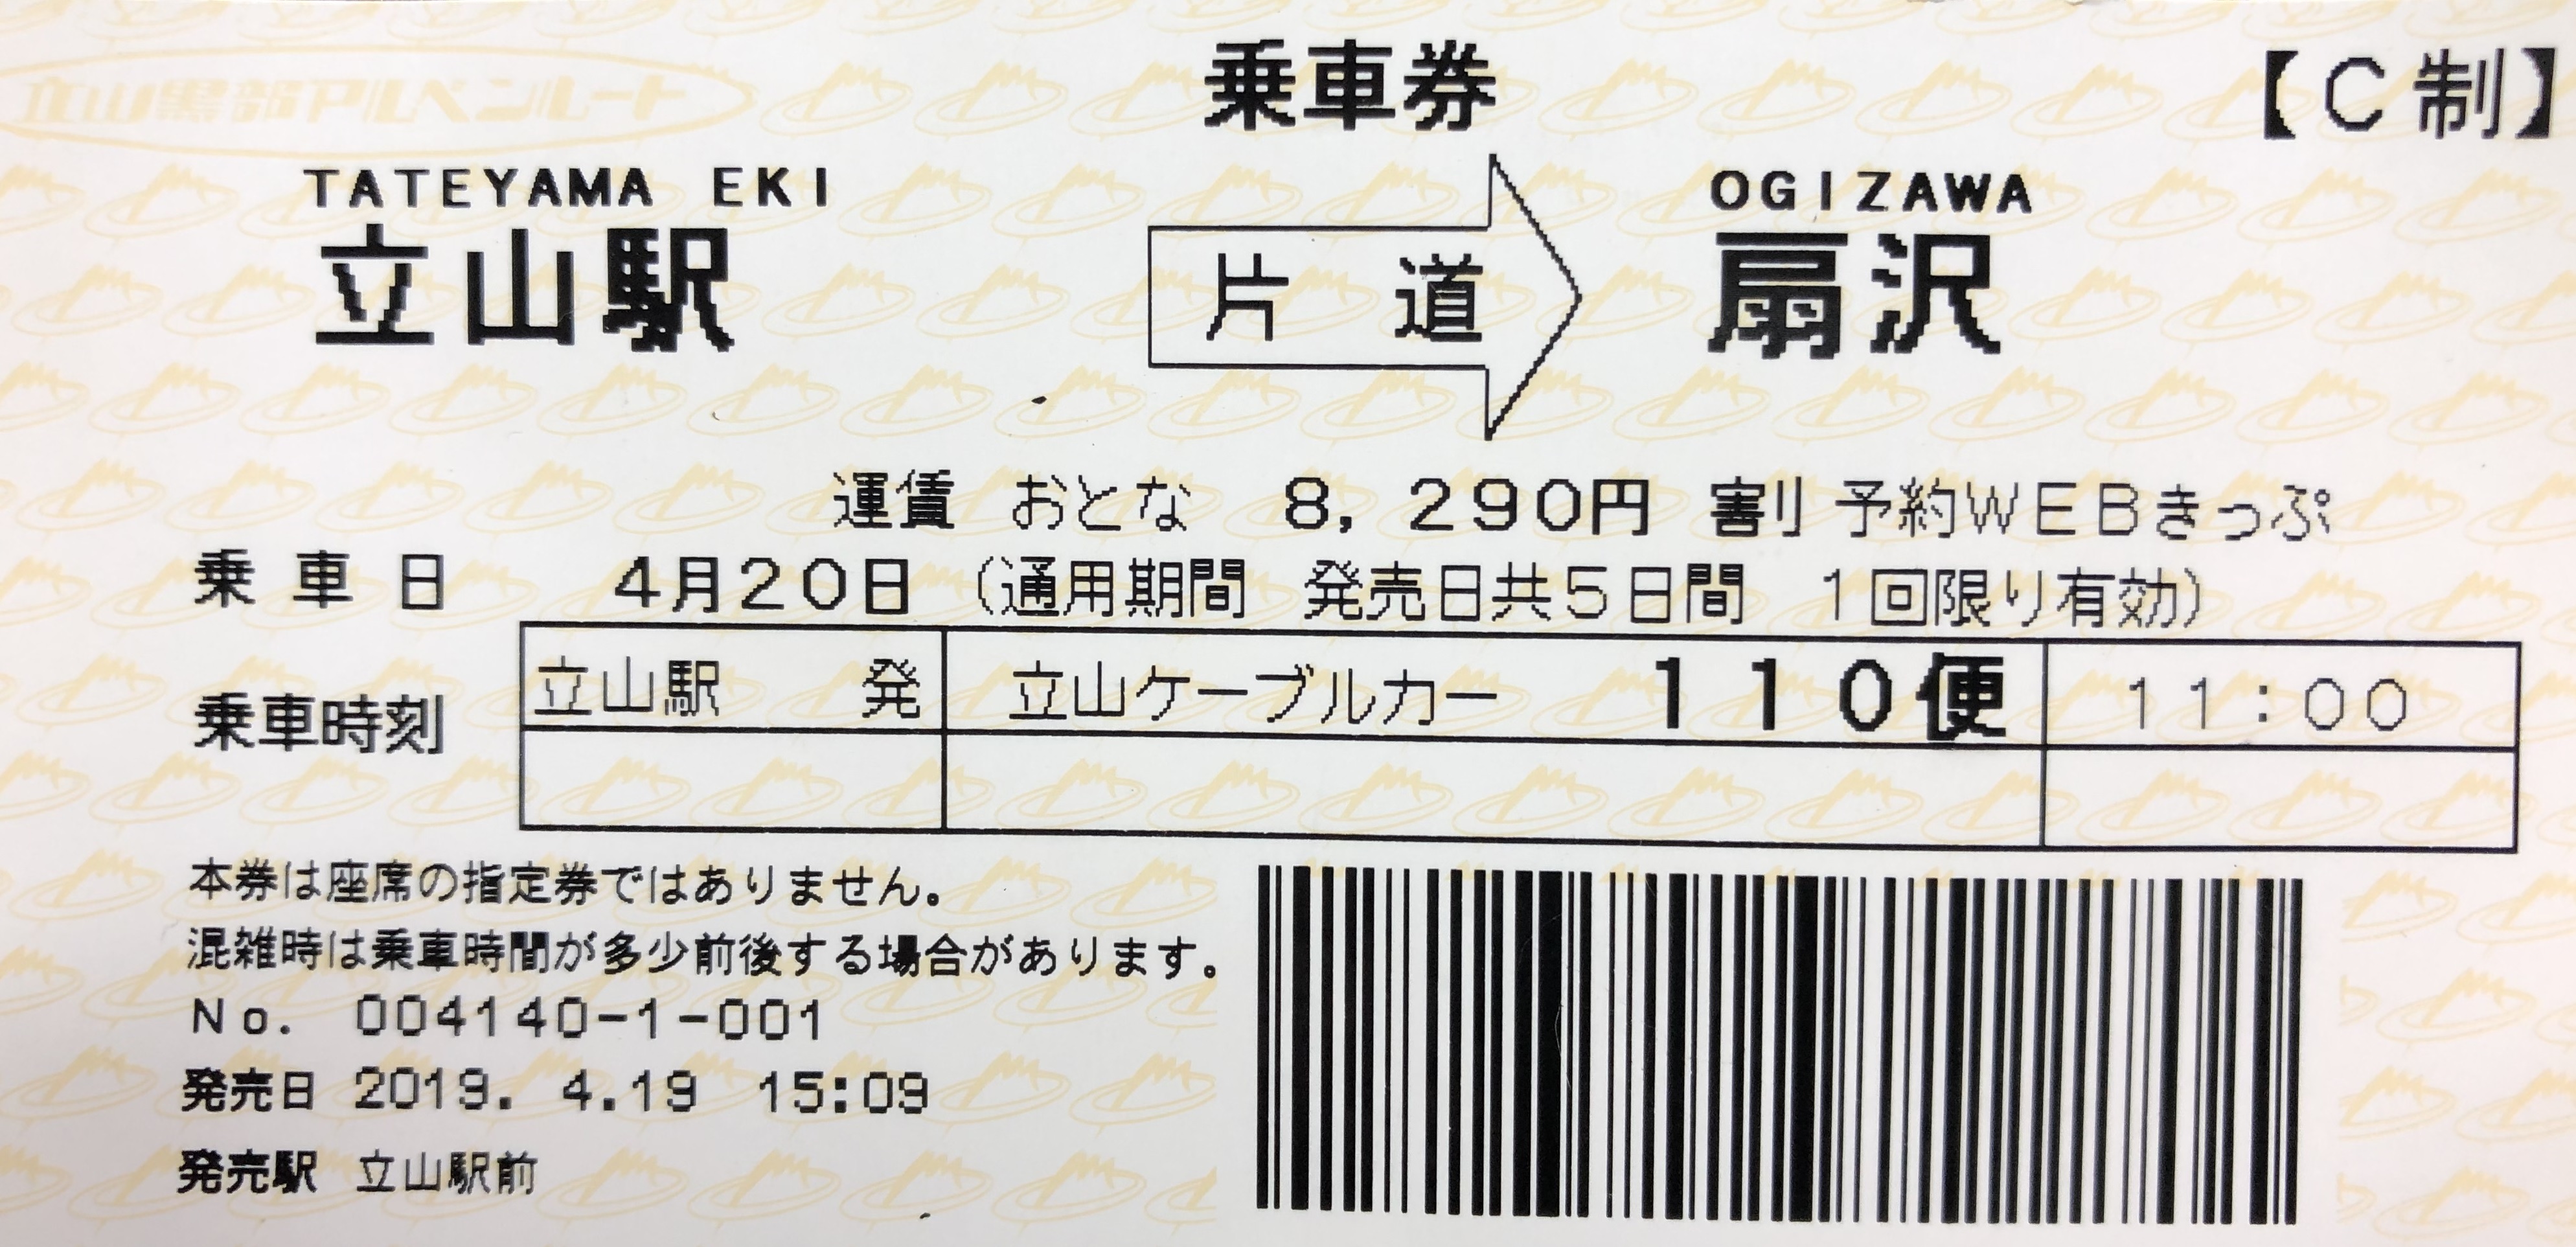 立山黒部アルペンルート
乗車券 【C制】
TATEYAMA EKI OGIZAWA
立山駅 片道 扇沢
運賃 おとな 8,290円 割 予約WEBきっぷ
乗車日 4月20日 (通用期間 発売日共5日間 1回限り有効)
乗車時刻 立山駅 発 立山ケーブルカー 110便 11:00
本券は座席の指定券ではありません。
混雑時は乗車時間が多少前後する場合があります。
No. 004140-1-001
発売日 2019. 4.19 15:09
発売駅 立山駅前